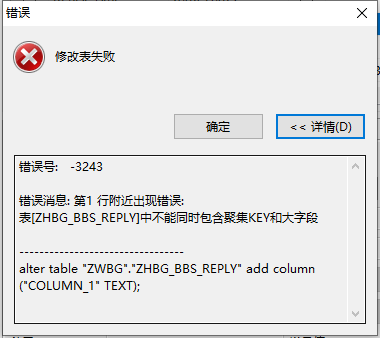 错误
修改表失败
确定
<< 详情(D)
错误号: -3243
错误消息: 第1 行附近出现错误:
表[ZHBG_BBS_REPLY]中不能同时包含聚集KEY和大字段
--------------------------------
alter table "ZWBG"."ZHBG_BBS_REPLY" add column
("COLUMN_1" TEXT);